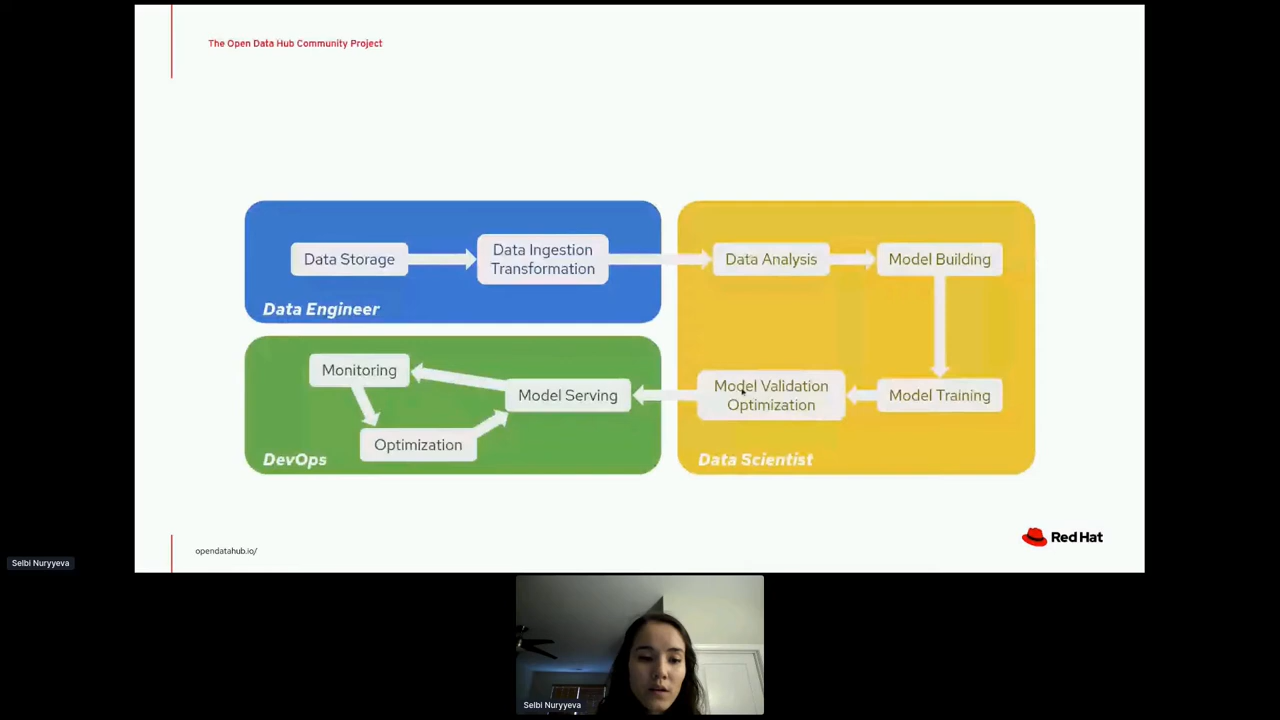 The Open Data Hub Community Project
Data Storage
Data Ingestion
Transformation
Data Engineer
Data Analysis
Model Building
Model Validation
Optimization
Model Training
Data Scientist
Monitoring
Model Serving
Optimization
DevOps
opendatahub.io/
Red Hat
Selbi Nuryyeva
Selbi Nuryyeva